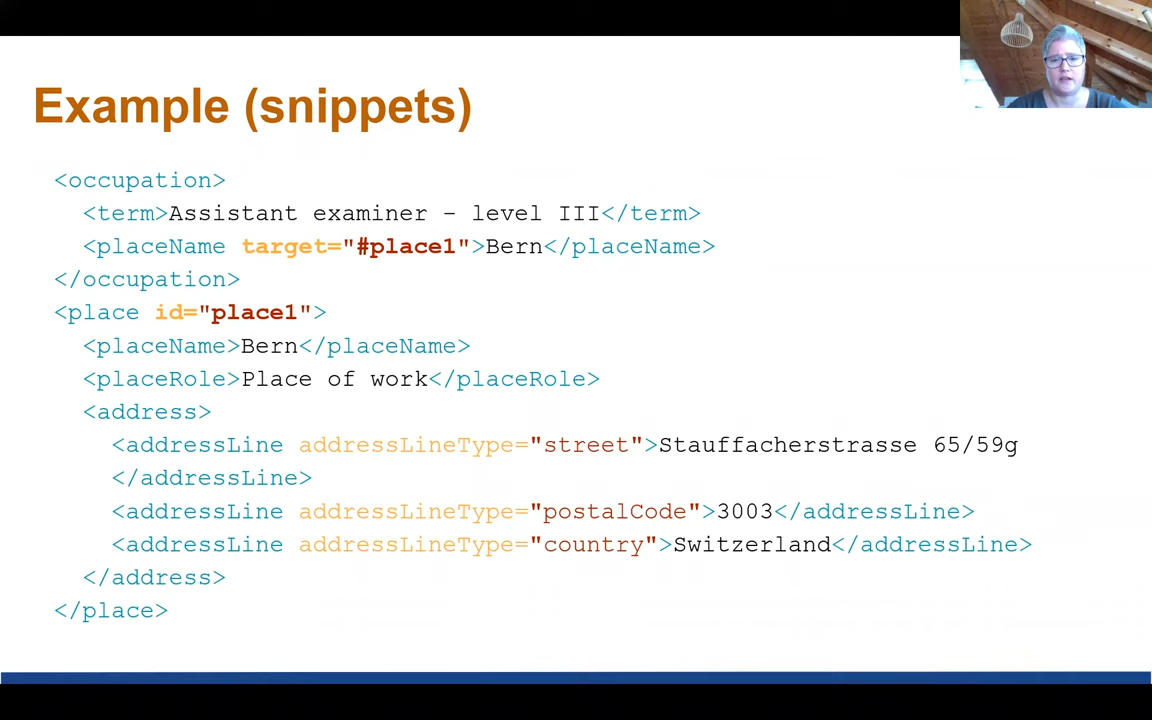 Example (snippets)
<occupation>
<term>Assistant examiner – level III</term>
<placeName target="#place1">Bern</placeName>
</occupation>
<place id="place1">
<placeName>Bern</placeName>
<placeRole>Place of work</placeRole>
<address>
<addressLine addressLineType="street">Stauffacherstrasse 65/59g
</addressLine>
<addressLine addressLineType="postalCode">3003</addressLine>
<addressLine addressLineType="country">Switzerland</addressLine>
</address>
</place>